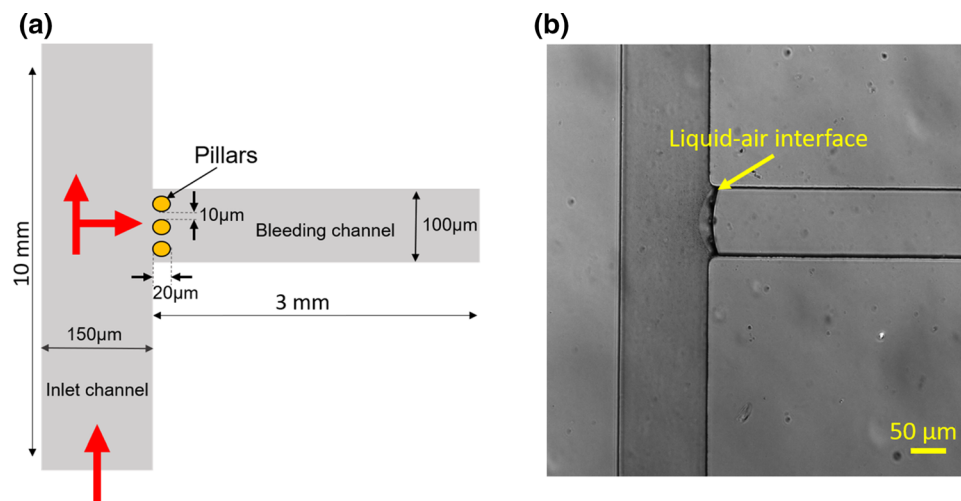 (a)
Pillars
10µm
Bleeding channel
100µm
20µm
3 mm
10 mm
150µm
Inlet channel
(b)
Liquid-air interface
50 µm